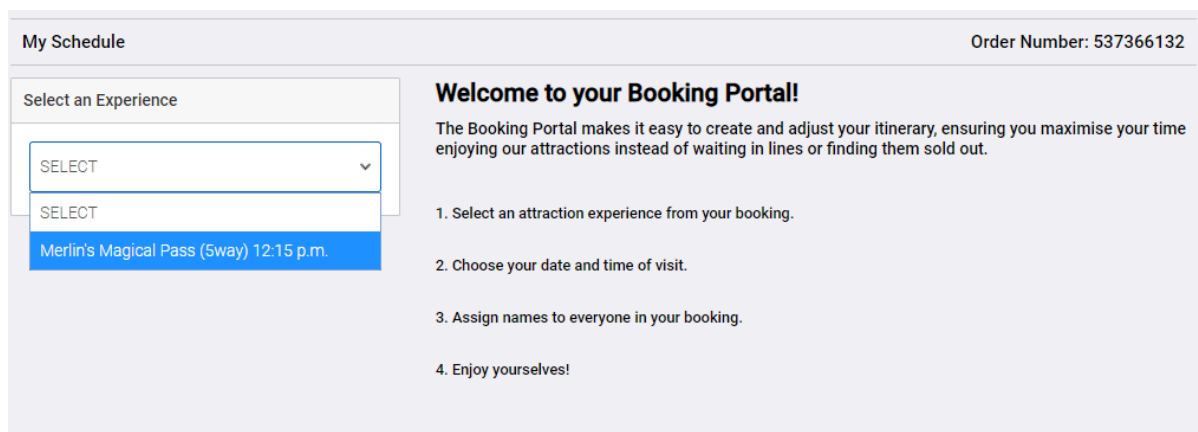 My Schedule
Order Number: 537366132
Select an Experience
SELECT
SELECT
Merlin's Magical Pass (5way) 12:15 p.m.
Welcome to your Booking Portal!
The Booking Portal makes it easy to create and adjust your itinerary, ensuring you maximise your time
enjoying our attractions instead of waiting in lines or finding them sold out.
1. Select an attraction experience from your booking.
2. Choose your date and time of visit.
3. Assign names to everyone in your booking.
4. Enjoy yourselves!